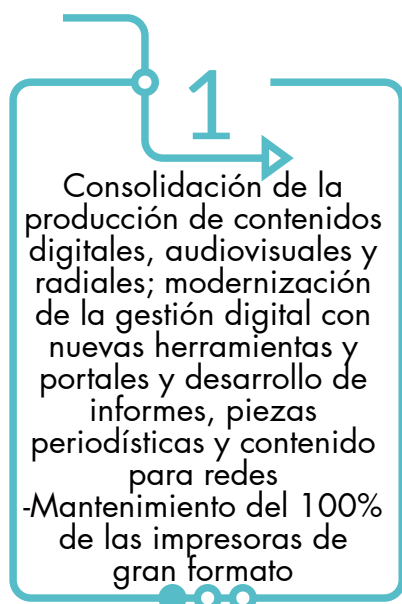 1
Consolidación de la
producción de contenidos
digitales, audiovisuales y
radiales; modernización
de la gestión digital con
nuevas herramientas y
portales y desarrollo de
informes, piezas
periodísticas y contenido
para redes
-Mantenimiento del 100%
de las impresoras de
gran formato